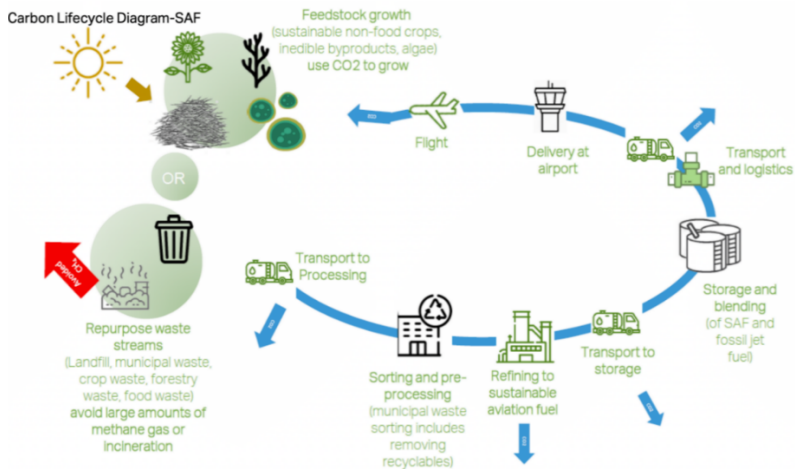 Carbon Lifecycle Diagram-SAF
Feedstock growth
(sustainable non-food crops,
inedible byproducts, algae)
use CO2 to grow
OR
Avoided
CH₄
Repurpose waste
streams
(Landfill, municipal waste,
crop waste, forestry
waste, food waste)
avoid large amounts of
methane gas or
incineration
Transport to
Processing
Sorting and pre-
processing
(municipal waste
sorting includes
removing
recyclables)
Refining to
sustainable
aviation fuel
Transport to
storage
Storage and
blending
(of SAF and
fossil jet
fuel)
Transport
and logistics
Delivery at
airport
Flight